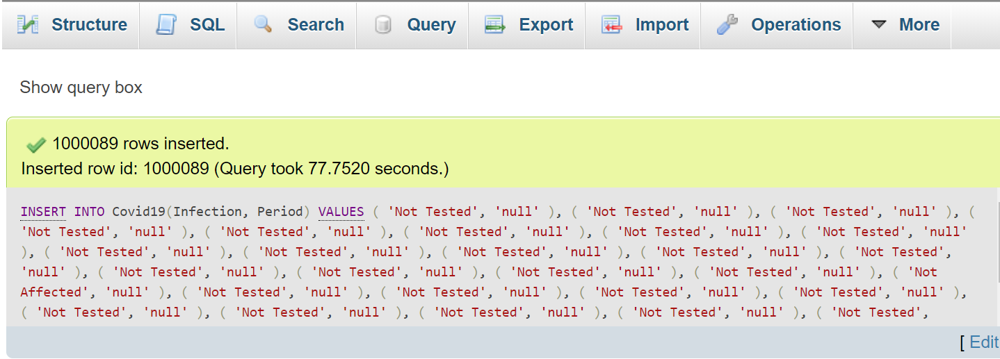 Structure SQL Search Query Export Import Operations More
Show query box
1000089 rows inserted.
Inserted row id: 1000089 (Query took 77.7520 seconds.)
INSERT INTO Covid19(Infection, Period) VALUES ( 'Not Tested', 'null' ), ( 'Not Tested', 'null' ), ( 'Not Tested', 'null' ), (
'Not Tested', 'null' ), ( 'Not Tested', 'null' ), ( 'Not Tested', 'null' ), ( 'Not Tested', 'null' ), ( 'Not Tested', 'null'
), ( 'Not Tested', 'null' ), ( 'Not Tested', 'null' ), ( 'Not Tested', 'null' ), ( 'Not Tested', 'null' ), ( 'Not Tested',
'null' ), ( 'Not Tested', 'null' ), ( 'Not Tested', 'null' ), ( 'Not Tested', 'null' ), ( 'Not Tested', 'null' ), ( 'Not
Affected', 'null' ), ( 'Not Tested', 'null' ), ( 'Not Tested', 'null' ), ( 'Not Tested', 'null' ), ( 'Not Tested', 'null' ),
( 'Not Tested', 'null' ), ( 'Not Tested', 'null' ), ( 'Not Tested', 'null' ), ( 'Not Tested', 'null' ), ( 'Not Tested',
[ Edit